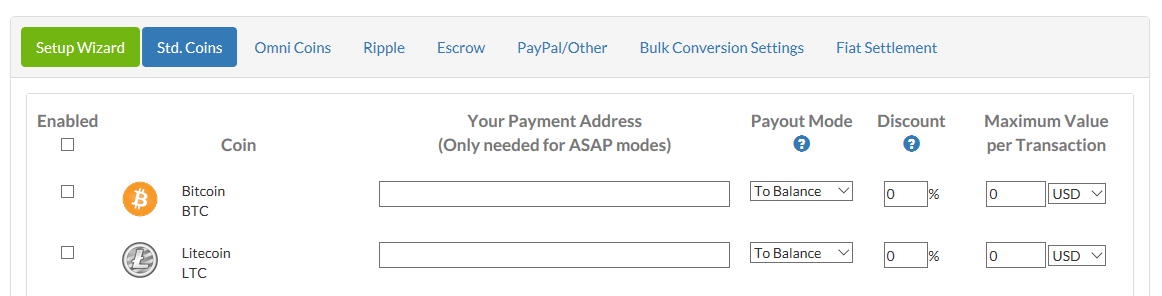 Setup Wizard Std. Coins Omni Coins Ripple Escrow PayPal/Other Bulk Conversion Settings Fiat Settlement
Enabled Your Payment Address Payout Mode Discount Maximum Value
Coin (Only needed for ASAP modes) ? ? per Transaction
Bitcoin To Balance 0 % 0 USD
BTC
Litecoin To Balance 0 % 0 USD
LTC